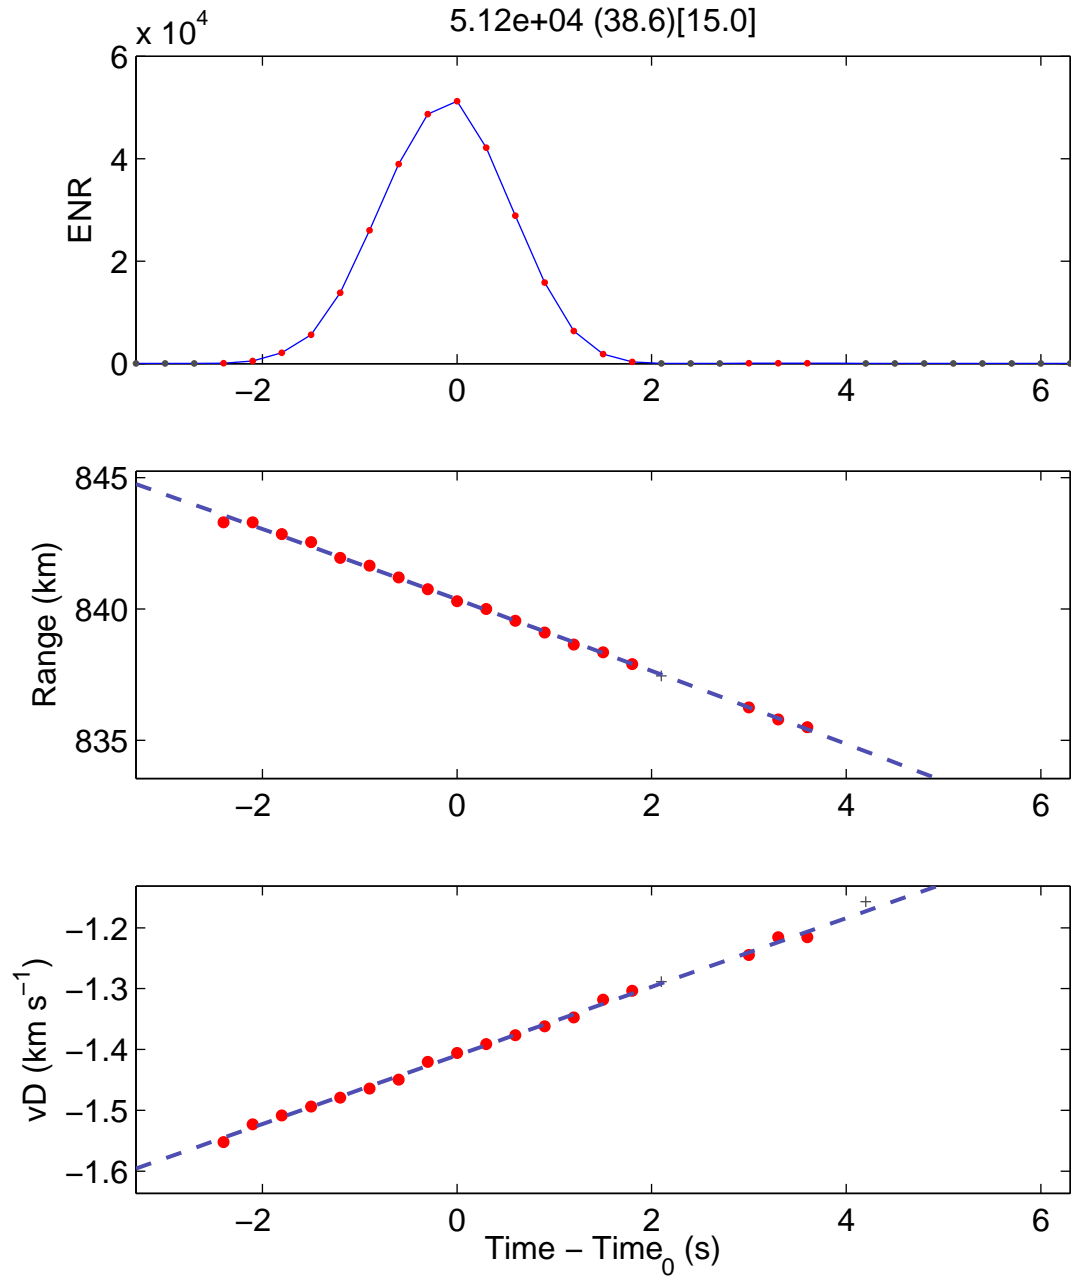 5.12e+04 (38.6)[15.0]
x 10^4
6
4
2
0
ENR
−2 0 2 4 6
845
840
835
Range (km)
−2 0 2 4 6
−1.2
−1.3
−1.4
−1.5
−1.6
vD (km s^−1)
−2 0 2 4 6
Time − Time_0 (s)